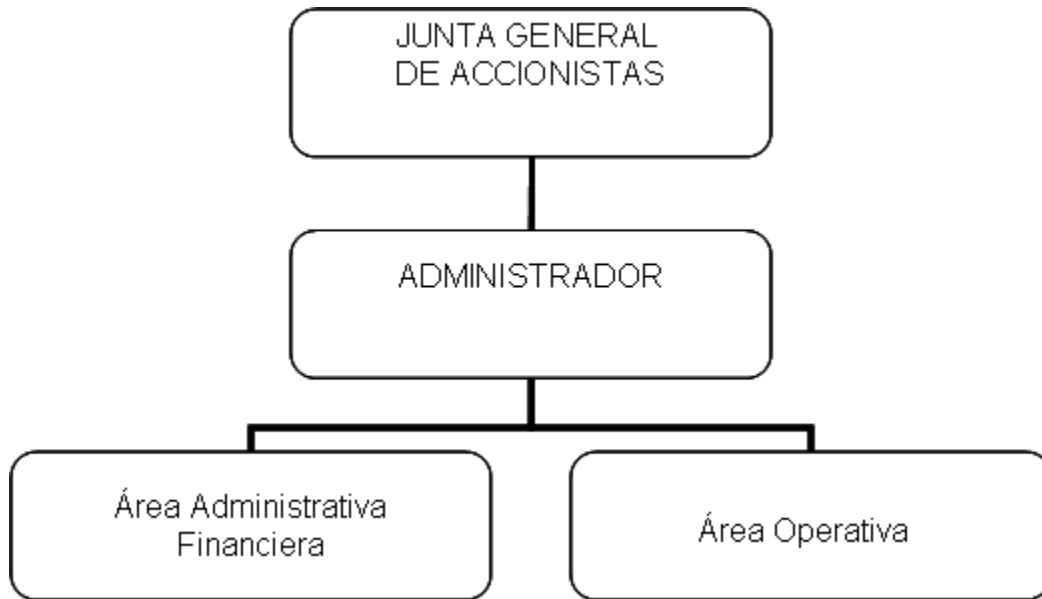 JUNTA GENERAL
DE ACCIONISTAS
ADMINISTRADOR
Área Administrativa
Financiera
Área Operativa